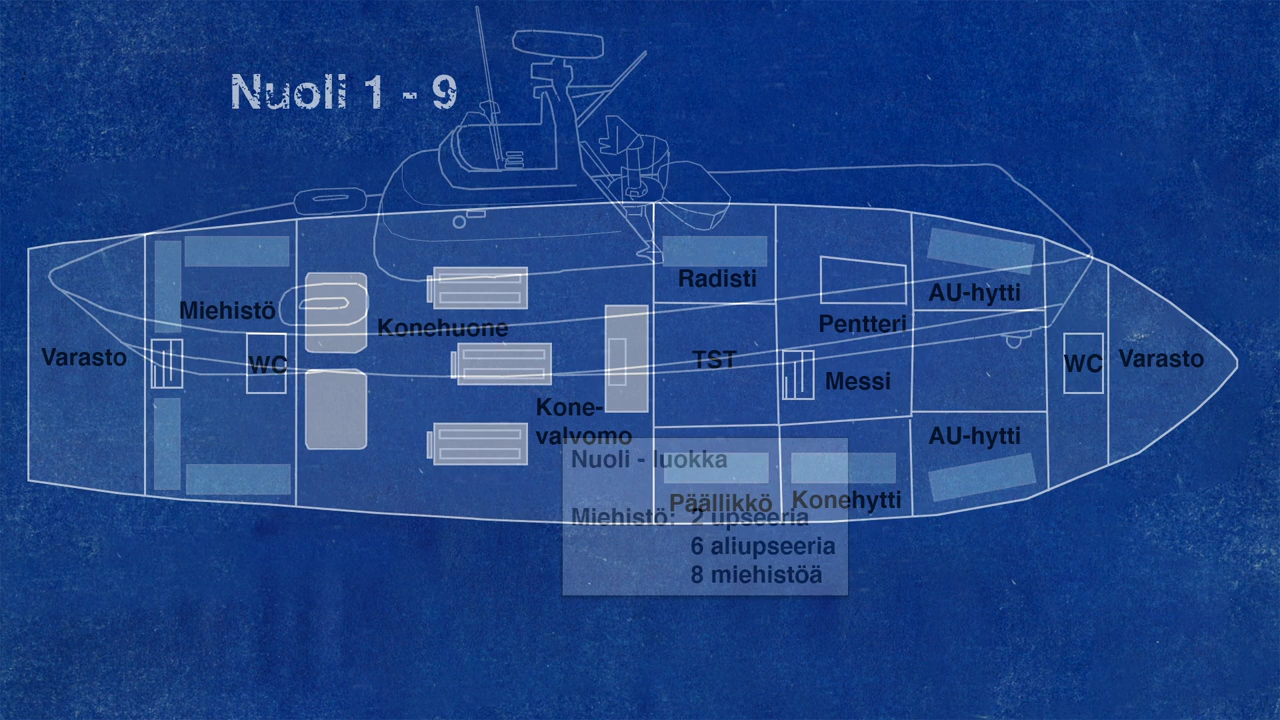 Nuoli 1 - 9
Radisti
AU-hytti
Miehistö
Konehuone
Pentteri
Varasto
WC
TST
Messi
WC
Varasto
Kone-
valvomo
AU-hytti
Nuoli - luokka
Päällikkö
Konehytti
Miehistö: 2 upseeria
6 aliupseeria
8 miehistöä